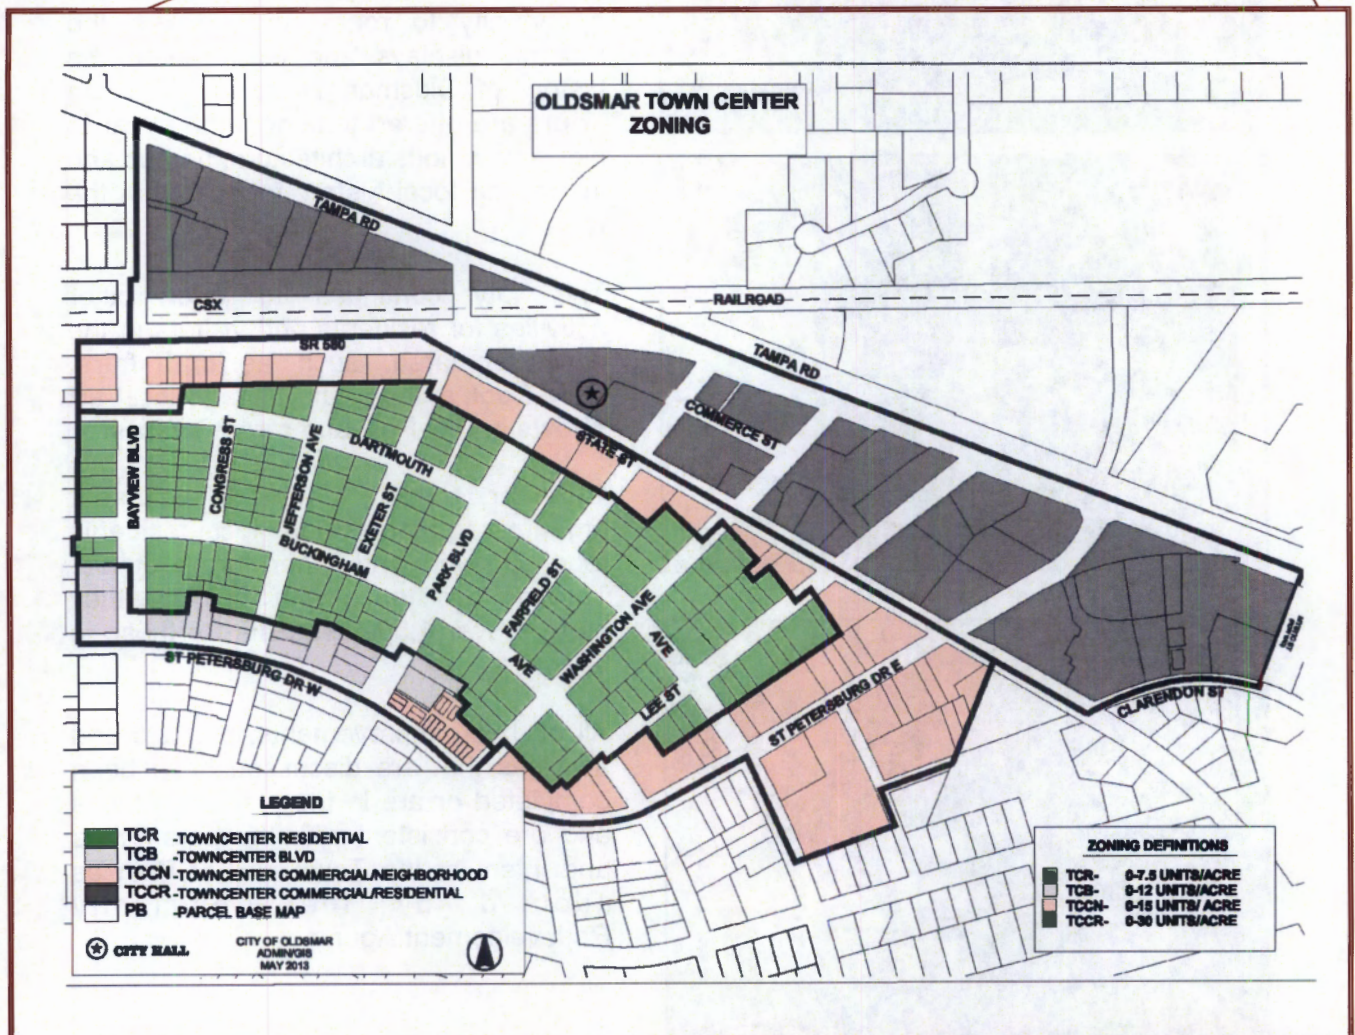 OLDSMAR TOWN CENTER
ZONING
TAMPA RD
CSX
RAILROAD
SR 580
TAMPA RD
COMMERCE ST
STATE ST
DARTMOUTH
BAYVIEW BLVD
CONGRESS ST
JEFFERSON AVE
EXETER ST
BUCKINGHAM
PARK BLVD
FAIRFIELD ST
WASHINGTON AVE
AVE
AVE
LEE ST
ST PETERSBURG DR W
ST PETERSBURG DR E
CLARENDON ST
LEGEND
TCR -TOWNCENTER RESIDENTIAL
TCB -TOWNCENTER BLVD
TCCN -TOWNCENTER COMMERCIAL/NEIGHBORHOOD
TCCR -TOWNCENTER COMMERCIAL/RESIDENTIAL
PB -PARCEL BASE MAP
CITY HALL
CITY OF OLDSMAR
ADMIN/GIS
MAY 2013
ZONING DEFINITIONS
TCR- 0-7.5 UNITS/ACRE
TCB- 0-12 UNITS/ACRE
TCCN- 0-15 UNITS/ ACRE
TCCR- 0-30 UNITS/ACRE